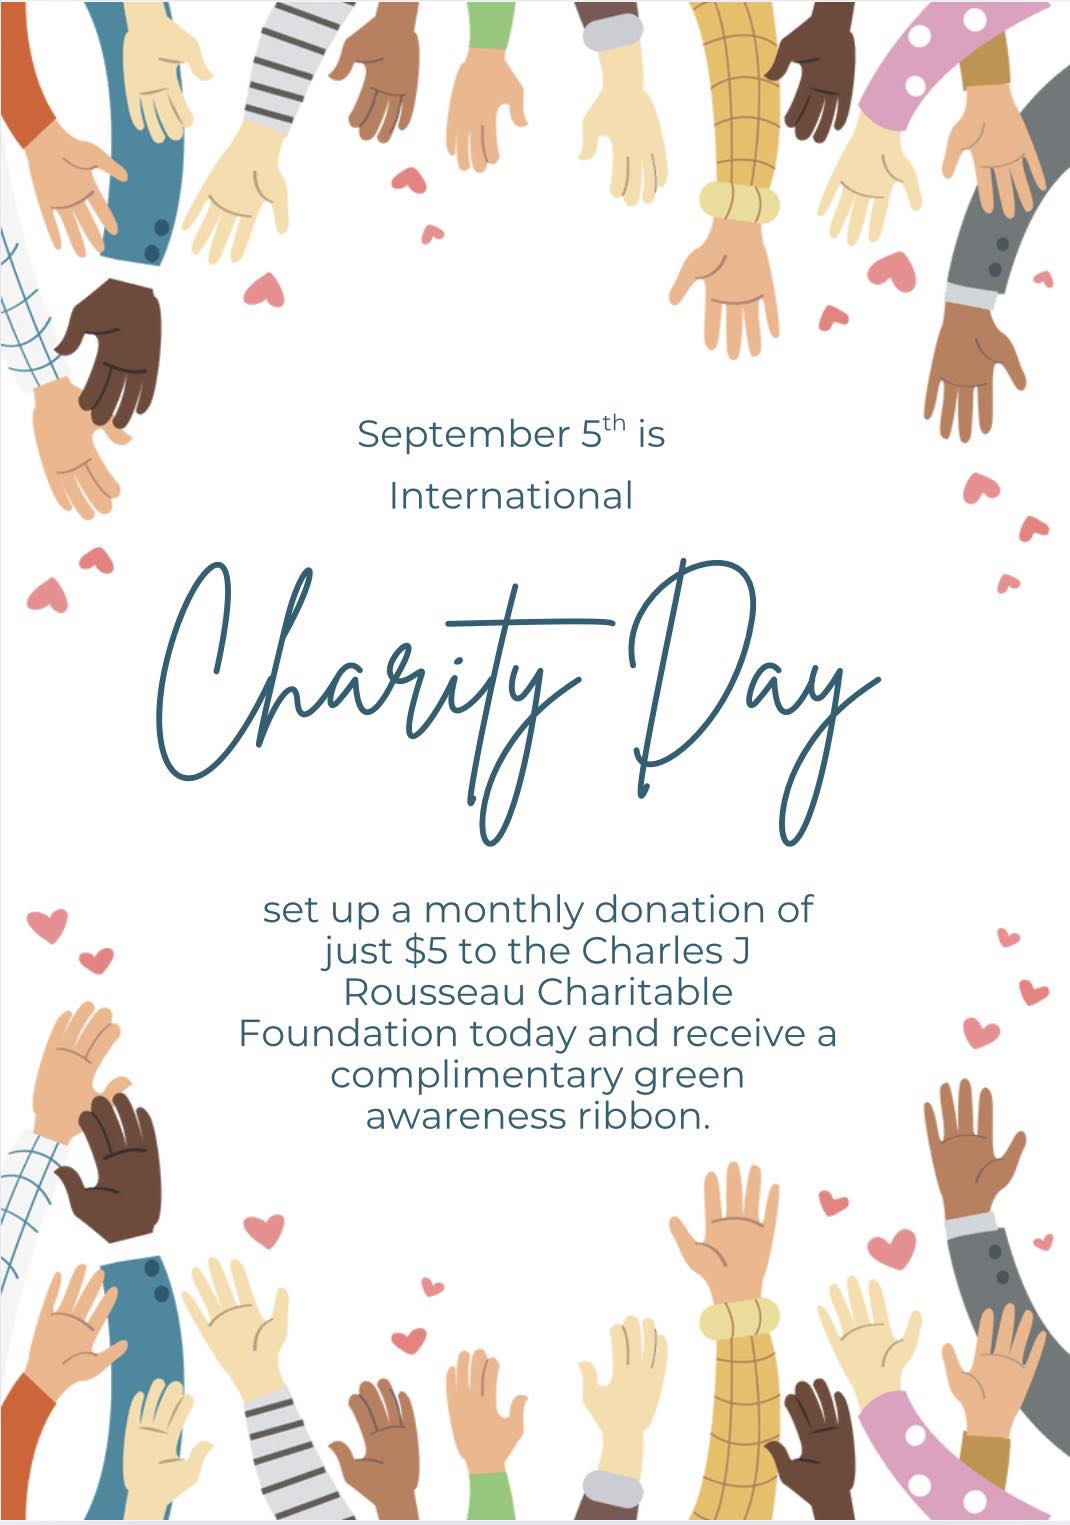 September 5th is
International
Charity Day
set up a monthly donation of
just $5 to the Charles J
Rousseau Charitable
Foundation today and receive a
complimentary green
awareness ribbon.